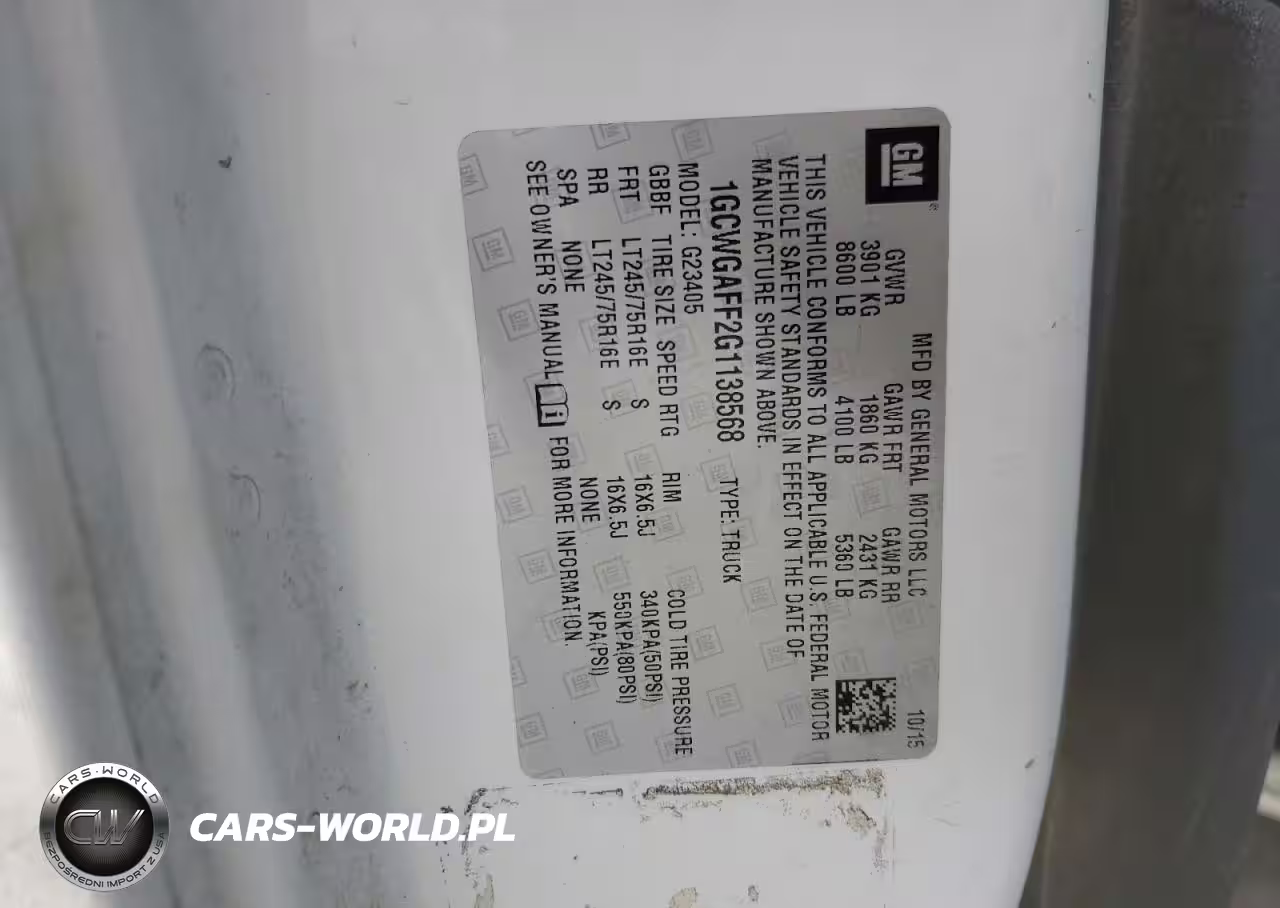 GM
MFD BY GENERAL MOTORS LLC 10/15
GVWR GAWR FRT GAWR RR
3901 KG 1860 KG 2431 KG
8600 LB 4100 LB 5360 LB
THIS VEHICLE CONFORMS TO ALL APPLICABLE U.S. FEDERAL MOTOR
VEHICLE SAFETY STANDARDS IN EFFECT ON THE DATE OF
MANUFACTURE SHOWN ABOVE.
1GCWGAFF2G1138568 TYPE: TRUCK
MODEL: G23405
GBBF TIRE SIZE SPEED RTG RIM COLD TIRE PRESSURE
FRT LT245/75R16E S 16X6.5J 340KPA(50PSI)
RR LT245/75R16E S 16X6.5J 550KPA(80PSI)
SPA NONE NONE KPA(PSI)
SEE OWNER'S MANUAL i FOR MORE INFORMATION.
CARS-WORLD
CW
BEZPOŚREDNI IMPORT Z USA
CARS-WORLD.PL